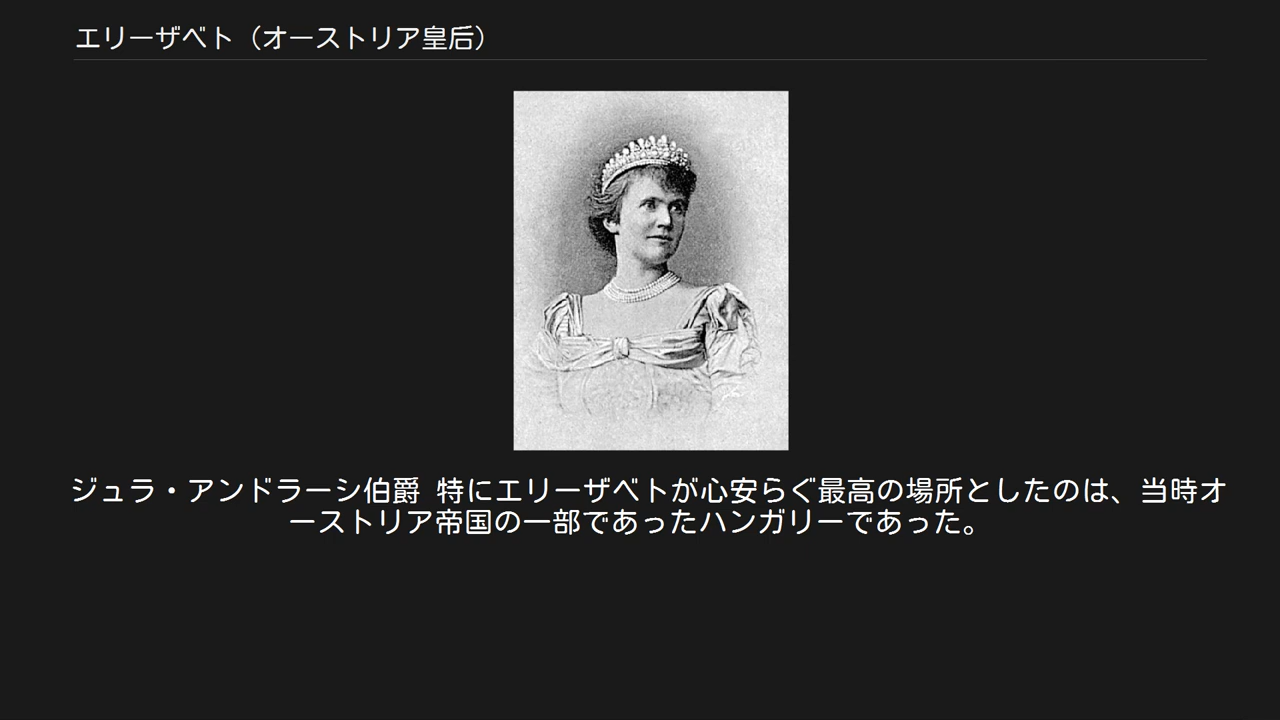 エリーザベト（オーストリア皇后）
ジュラ・アンドラーシ伯爵 特にエリーザベトが心安らぐ最高の場所としたのは、当時オ
ーストリア帝国の一部であったハンガリーであった。